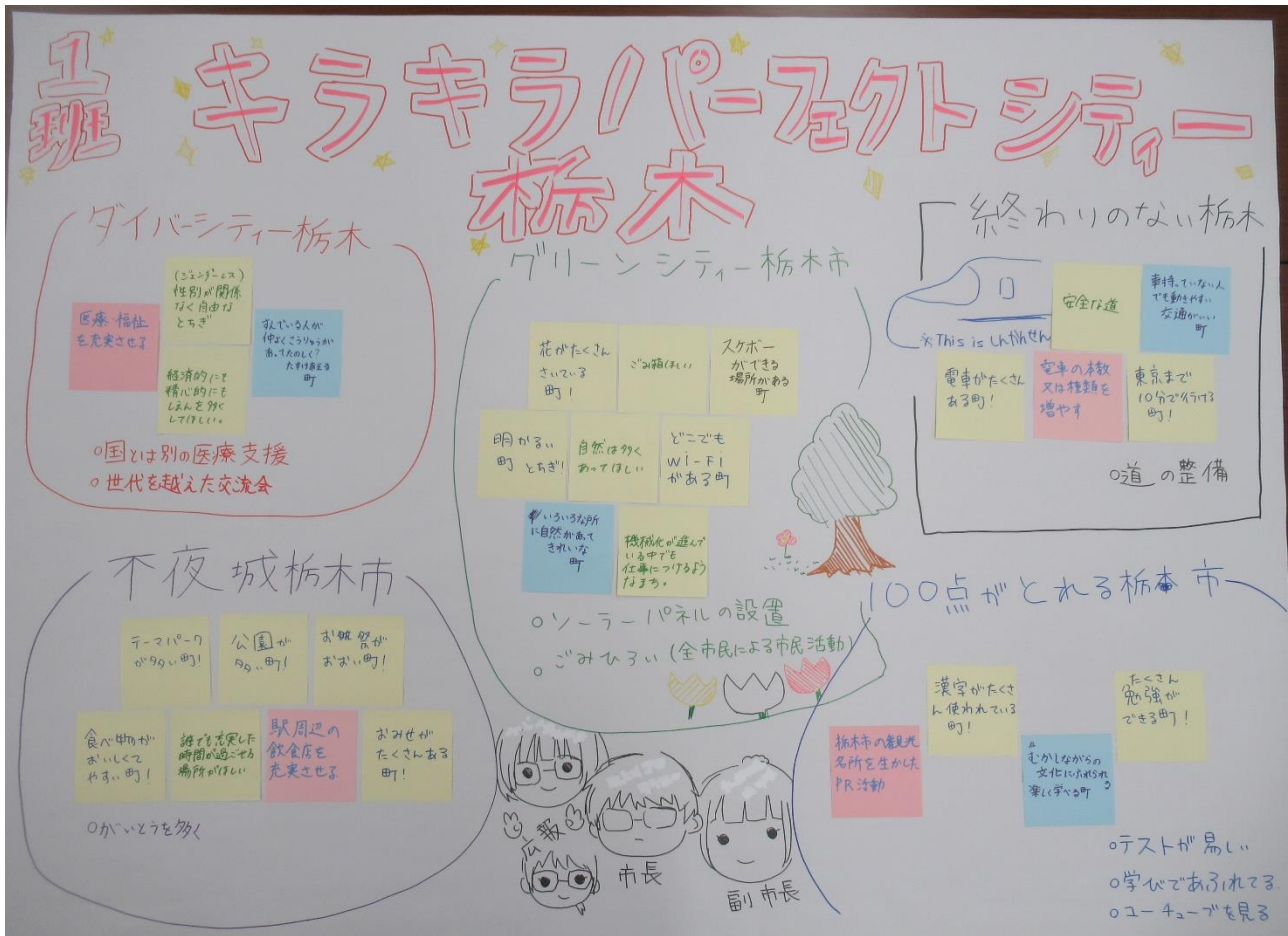 1
班
キラキラパーフェクトシティー
栃木
ダイバーシティー栃木
医療・福祉
を充実させる
(ジェンダーレス)
性別が関係
なく自由な
とちぎ
経済的にも
精心的にも
しえんを多く
してほしい。
すんでいる人が
仲よくこうりゅうがあってたのしく?
たすけあえる
町
○国とは別の医療支援
○世代を越えた交流会
グリーンシティー栃木市
花がたくさん
さいている
町!
ごみ箱ほしい
スケボー
ができる
場所がある
町
明かるい
町 とちぎ!
自然は多く
あってほしい
どこでも
Wi-Fi
がある町
いろいろな所
に自然があって
きれいな
町
機械化が進んで
いる中でも
仕事につけるよう
なまち。
○ソーラーパネルの設置
○ごみひろい(全市民による市民活動)
終わりのない栃木
※This is しんかんせん
安全な道
車持っていない人
でも動きやすい
交通がいい
町
電車がたくさん
ある町!
電車の本数
又は種類を
増やす
東京まで
10分で行ける
町!
○道の整備
不夜城栃木市
テーマパーク
が多い町!
公園が
多い町!
お祭が
おおい町!
食べ物が
おいしくて
やすい町!
誰でも充実した
時間が過ごせる
場所がほしい
駅周辺の
飲食店を
充実させる
おみせが
たくさんある
町!
○がいとうを多く
広報
市長
副市長
100点がとれる栃木市
栃木市の観光
名所を生かした
PR活動
漢字がたくさ
ん使われている
町!
むかしながらの
文化にふれられる
楽しく学べる町
たくさん
勉強が
できる町!
○テストが易しい
○学びであふれてる
○ユーチューブを見る